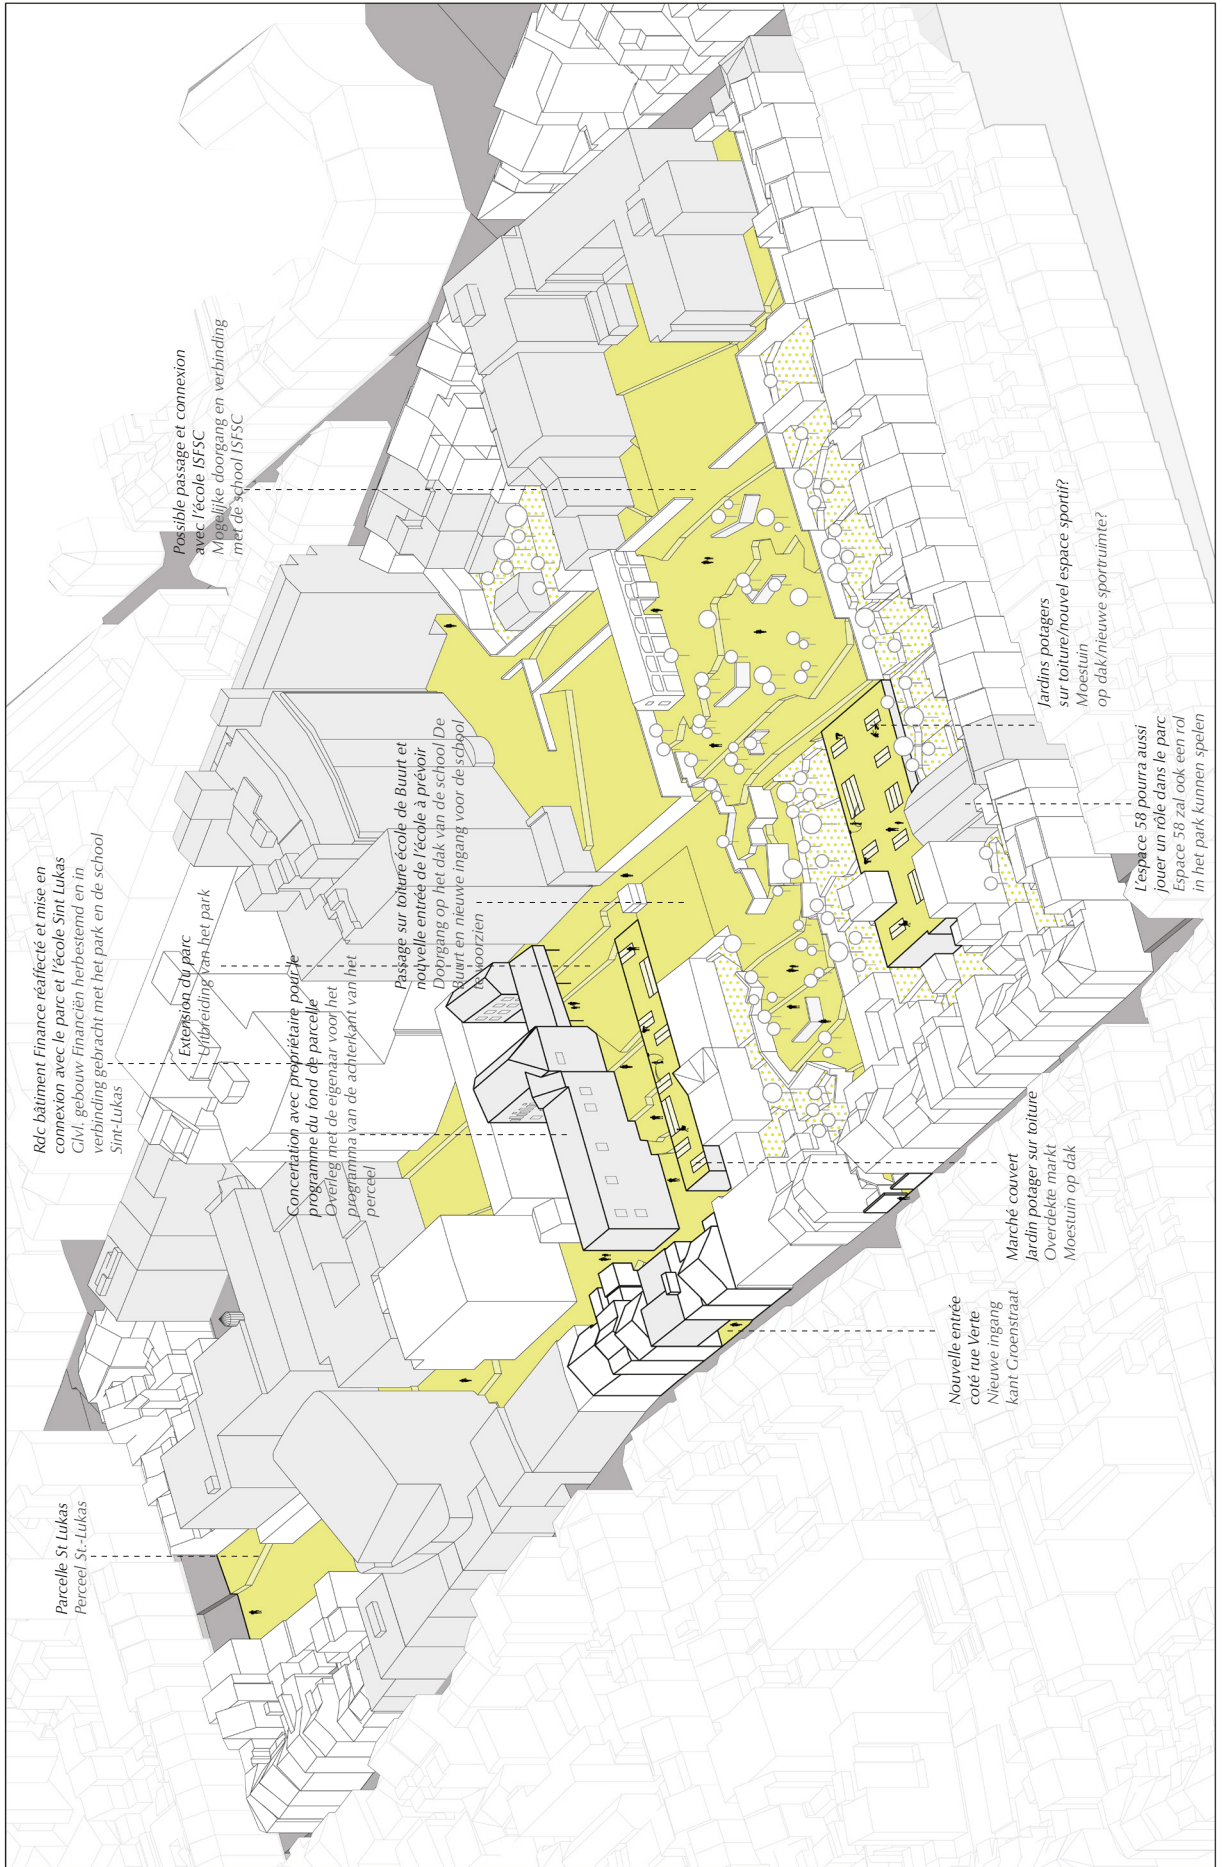 Parcelle St Lukas
Perceel St.-Lukas
Rdc bâtiment Finance réaffecté et mise en
connexion avec le parc et l'école Sint Lukas
Glvl. gebouw Financiën herbestemd en in
verbinding gebracht met het park en de school
Sint-Lukas
Extension du parc
Uitbreiding van het park
Possible passage et connexion
avec l'école ISFSC
Mogelijke doorgang en verbinding
met de school ISFSC
Concertation avec propriétaire pour le
programme du fond de parcelle
Overleg met de eigenaar voor het
programma van de achterkant van het
perceel
Passage sur toiture école de Buurt et
nouvelle entrée de l'école à prévoir
Doorgang op het dak van de school De
Buurt en nieuwe ingang voor de school
te voorzien
Nouvelle entrée
coté rue Verte
Nieuwe ingang
kant Groenstraat
Marché couvert
Jardin potager sur toiture
Overdekte markt
Moestuin op dak
Jardins potagers
sur toiture/nouvel espace sportif?
Moestuin
op dak/nieuwe sportruimte?
L'espace 58 pourra aussi
jouer un rôle dans le parc
Espace 58 zal ook een rol
in het park kunnen spelen